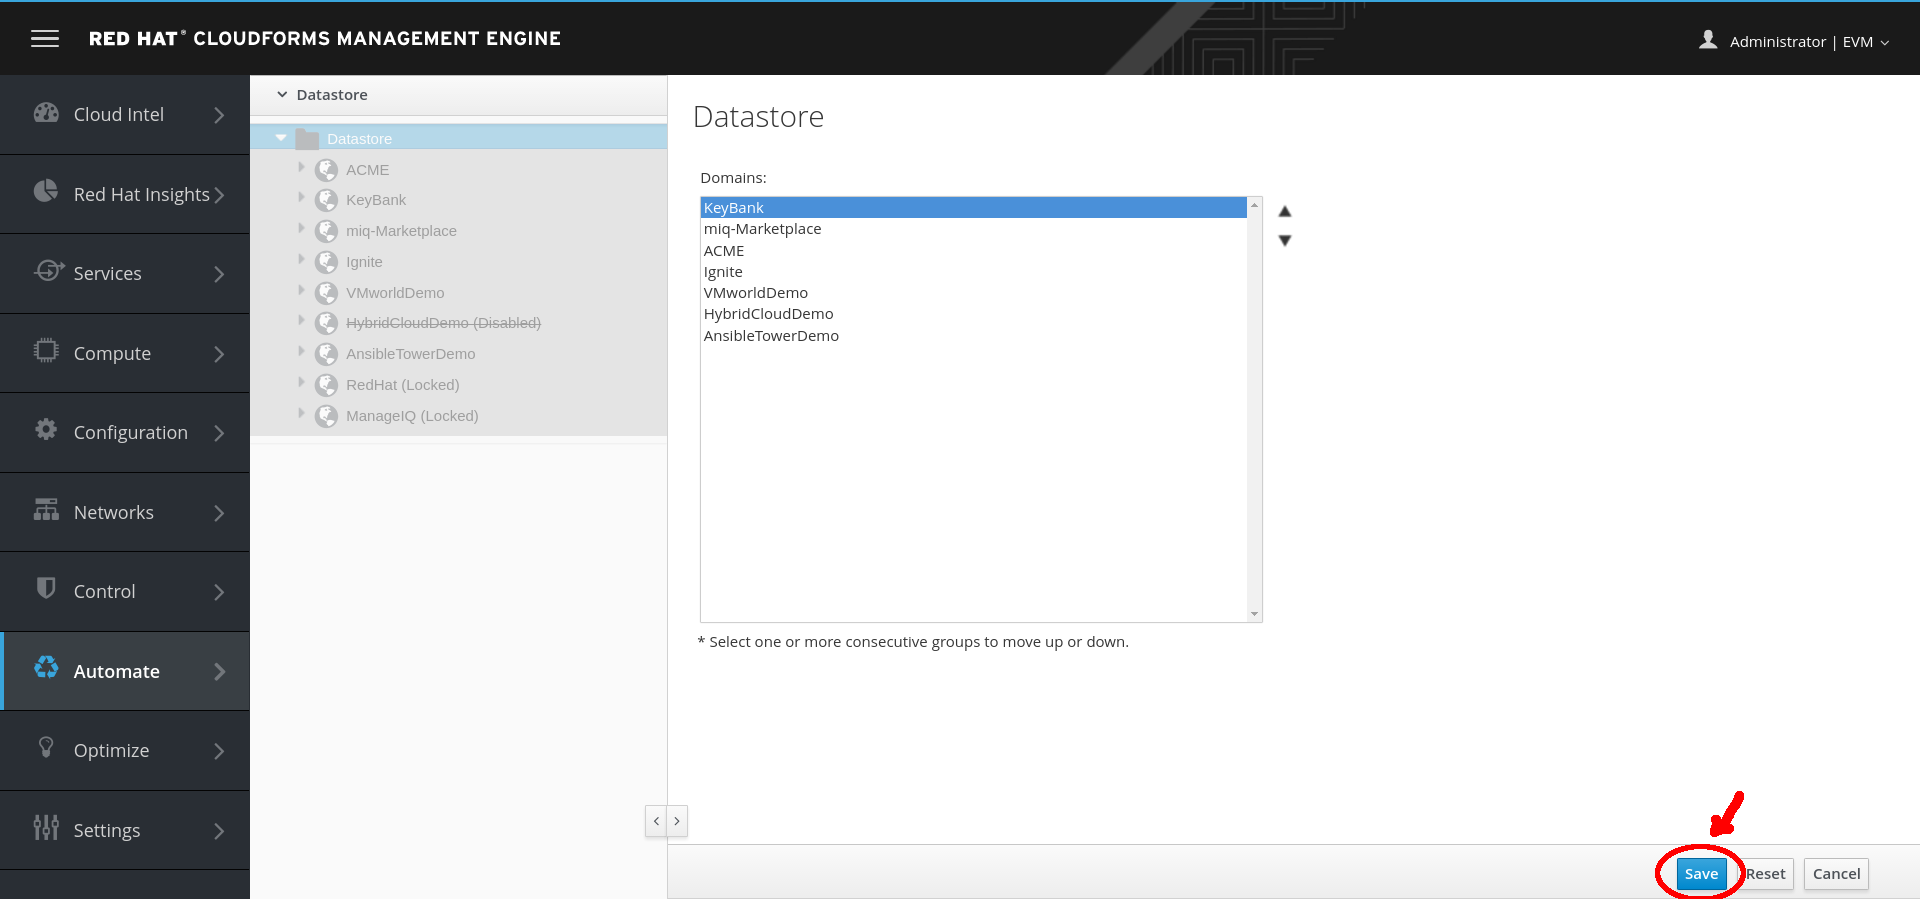 RED HAT® CLOUDFORMS MANAGEMENT ENGINE
Administrator | EVM
Cloud Intel
Red Hat Insights
Services
Compute
Configuration
Networks
Control
Automate
Optimize
Settings
Datastore
Datastore
ACME
KeyBank
miq-Marketplace
Ignite
VMworldDemo
HybridCloudDemo (Disabled)
AnsibleTowerDemo
RedHat (Locked)
ManageIQ (Locked)
Datastore
Domains:
KeyBank
miq-Marketplace
ACME
Ignite
VMworldDemo
HybridCloudDemo
AnsibleTowerDemo
* Select one or more consecutive groups to move up or down.
Save Reset Cancel